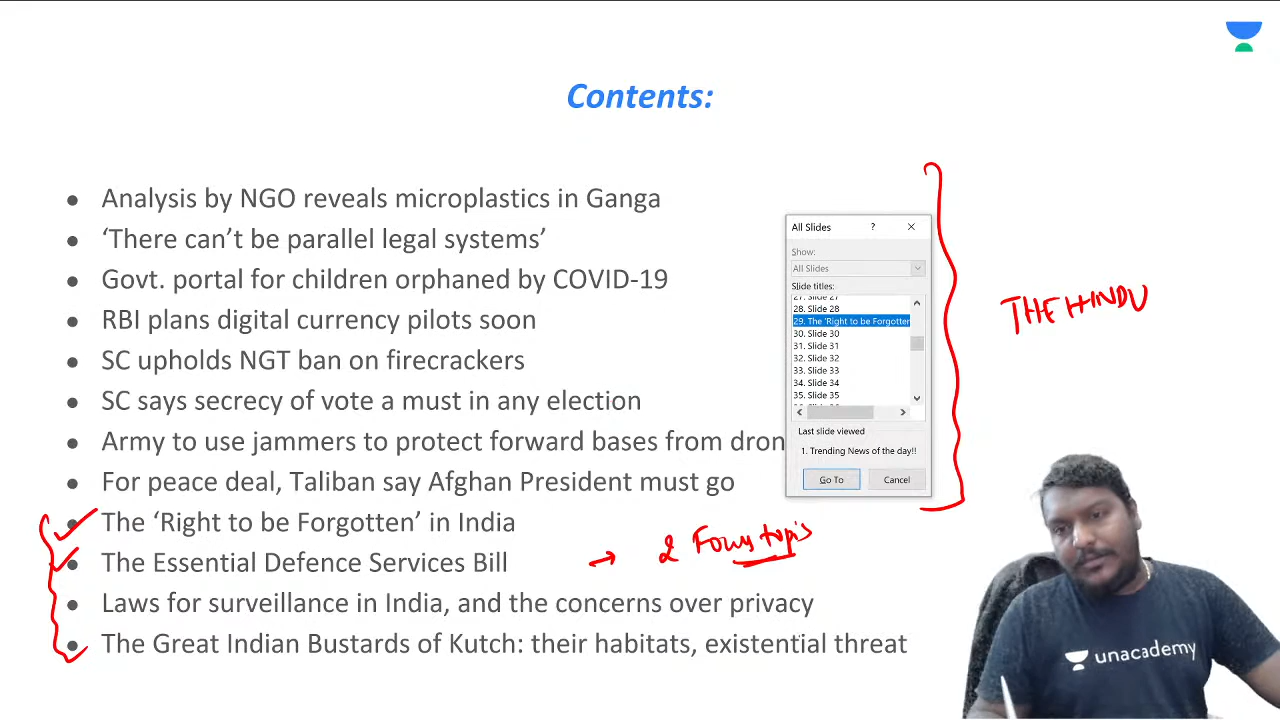 Contents:
Analysis by NGO reveals microplastics in Ganga
‘There can’t be parallel legal systems’
Govt. portal for children orphaned by COVID-19
RBI plans digital currency pilots soon
SC upholds NGT ban on firecrackers
SC says secrecy of vote a must in any election
Army to use jammers to protect forward bases from dron
For peace deal, Taliban say Afghan President must go
The ‘Right to be Forgotten’ in India
The Essential Defence Services Bill
Laws for surveillance in India, and the concerns over privacy
The Great Indian Bustards of Kutch: their habitats, existential threat
All Slides
?
Show:
All Slides
Slide titles:
27. Slide 27
28. Slide 28
29. The 'Right to be Forgotten
30. Slide 30
31. Slide 31
32. Slide 32
33. Slide 33
34. Slide 34
35. Slide 35
Last slide viewed
1. Trending News of the day!!
Go To
Cancel
THE HINDU
→ 2 Focus topics
unacademy